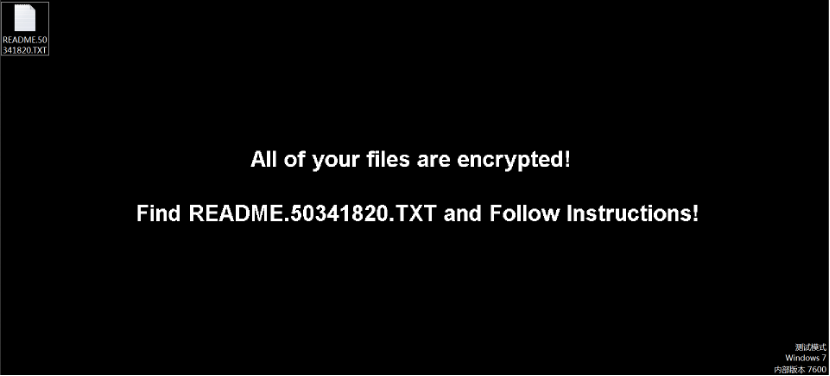 README.50
341820.TXT
All of your files are encrypted!
Find README.50341820.TXT and Follow Instructions!
测试模式
Windows 7
内部版本 7600